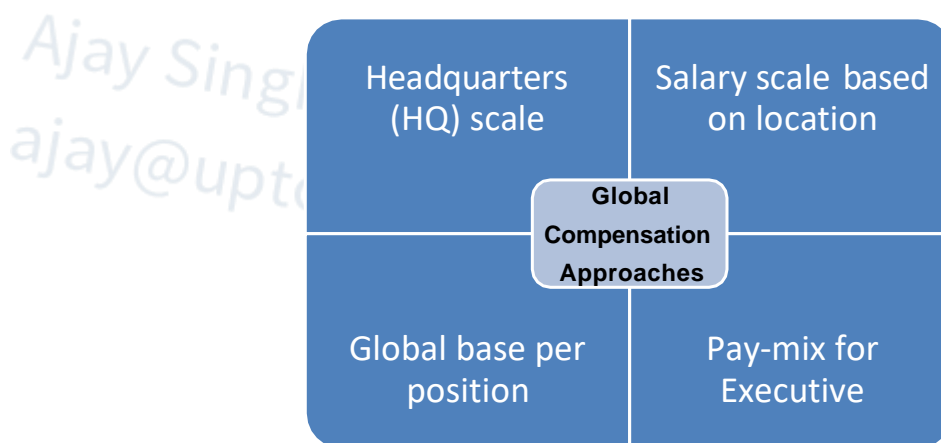 Ajay Sing
ajay@upt
Headquarters
(HQ) scale
Salary scale based
on location
Global
Compensation
Approaches
Global base per
position
Pay-mix for
Executive